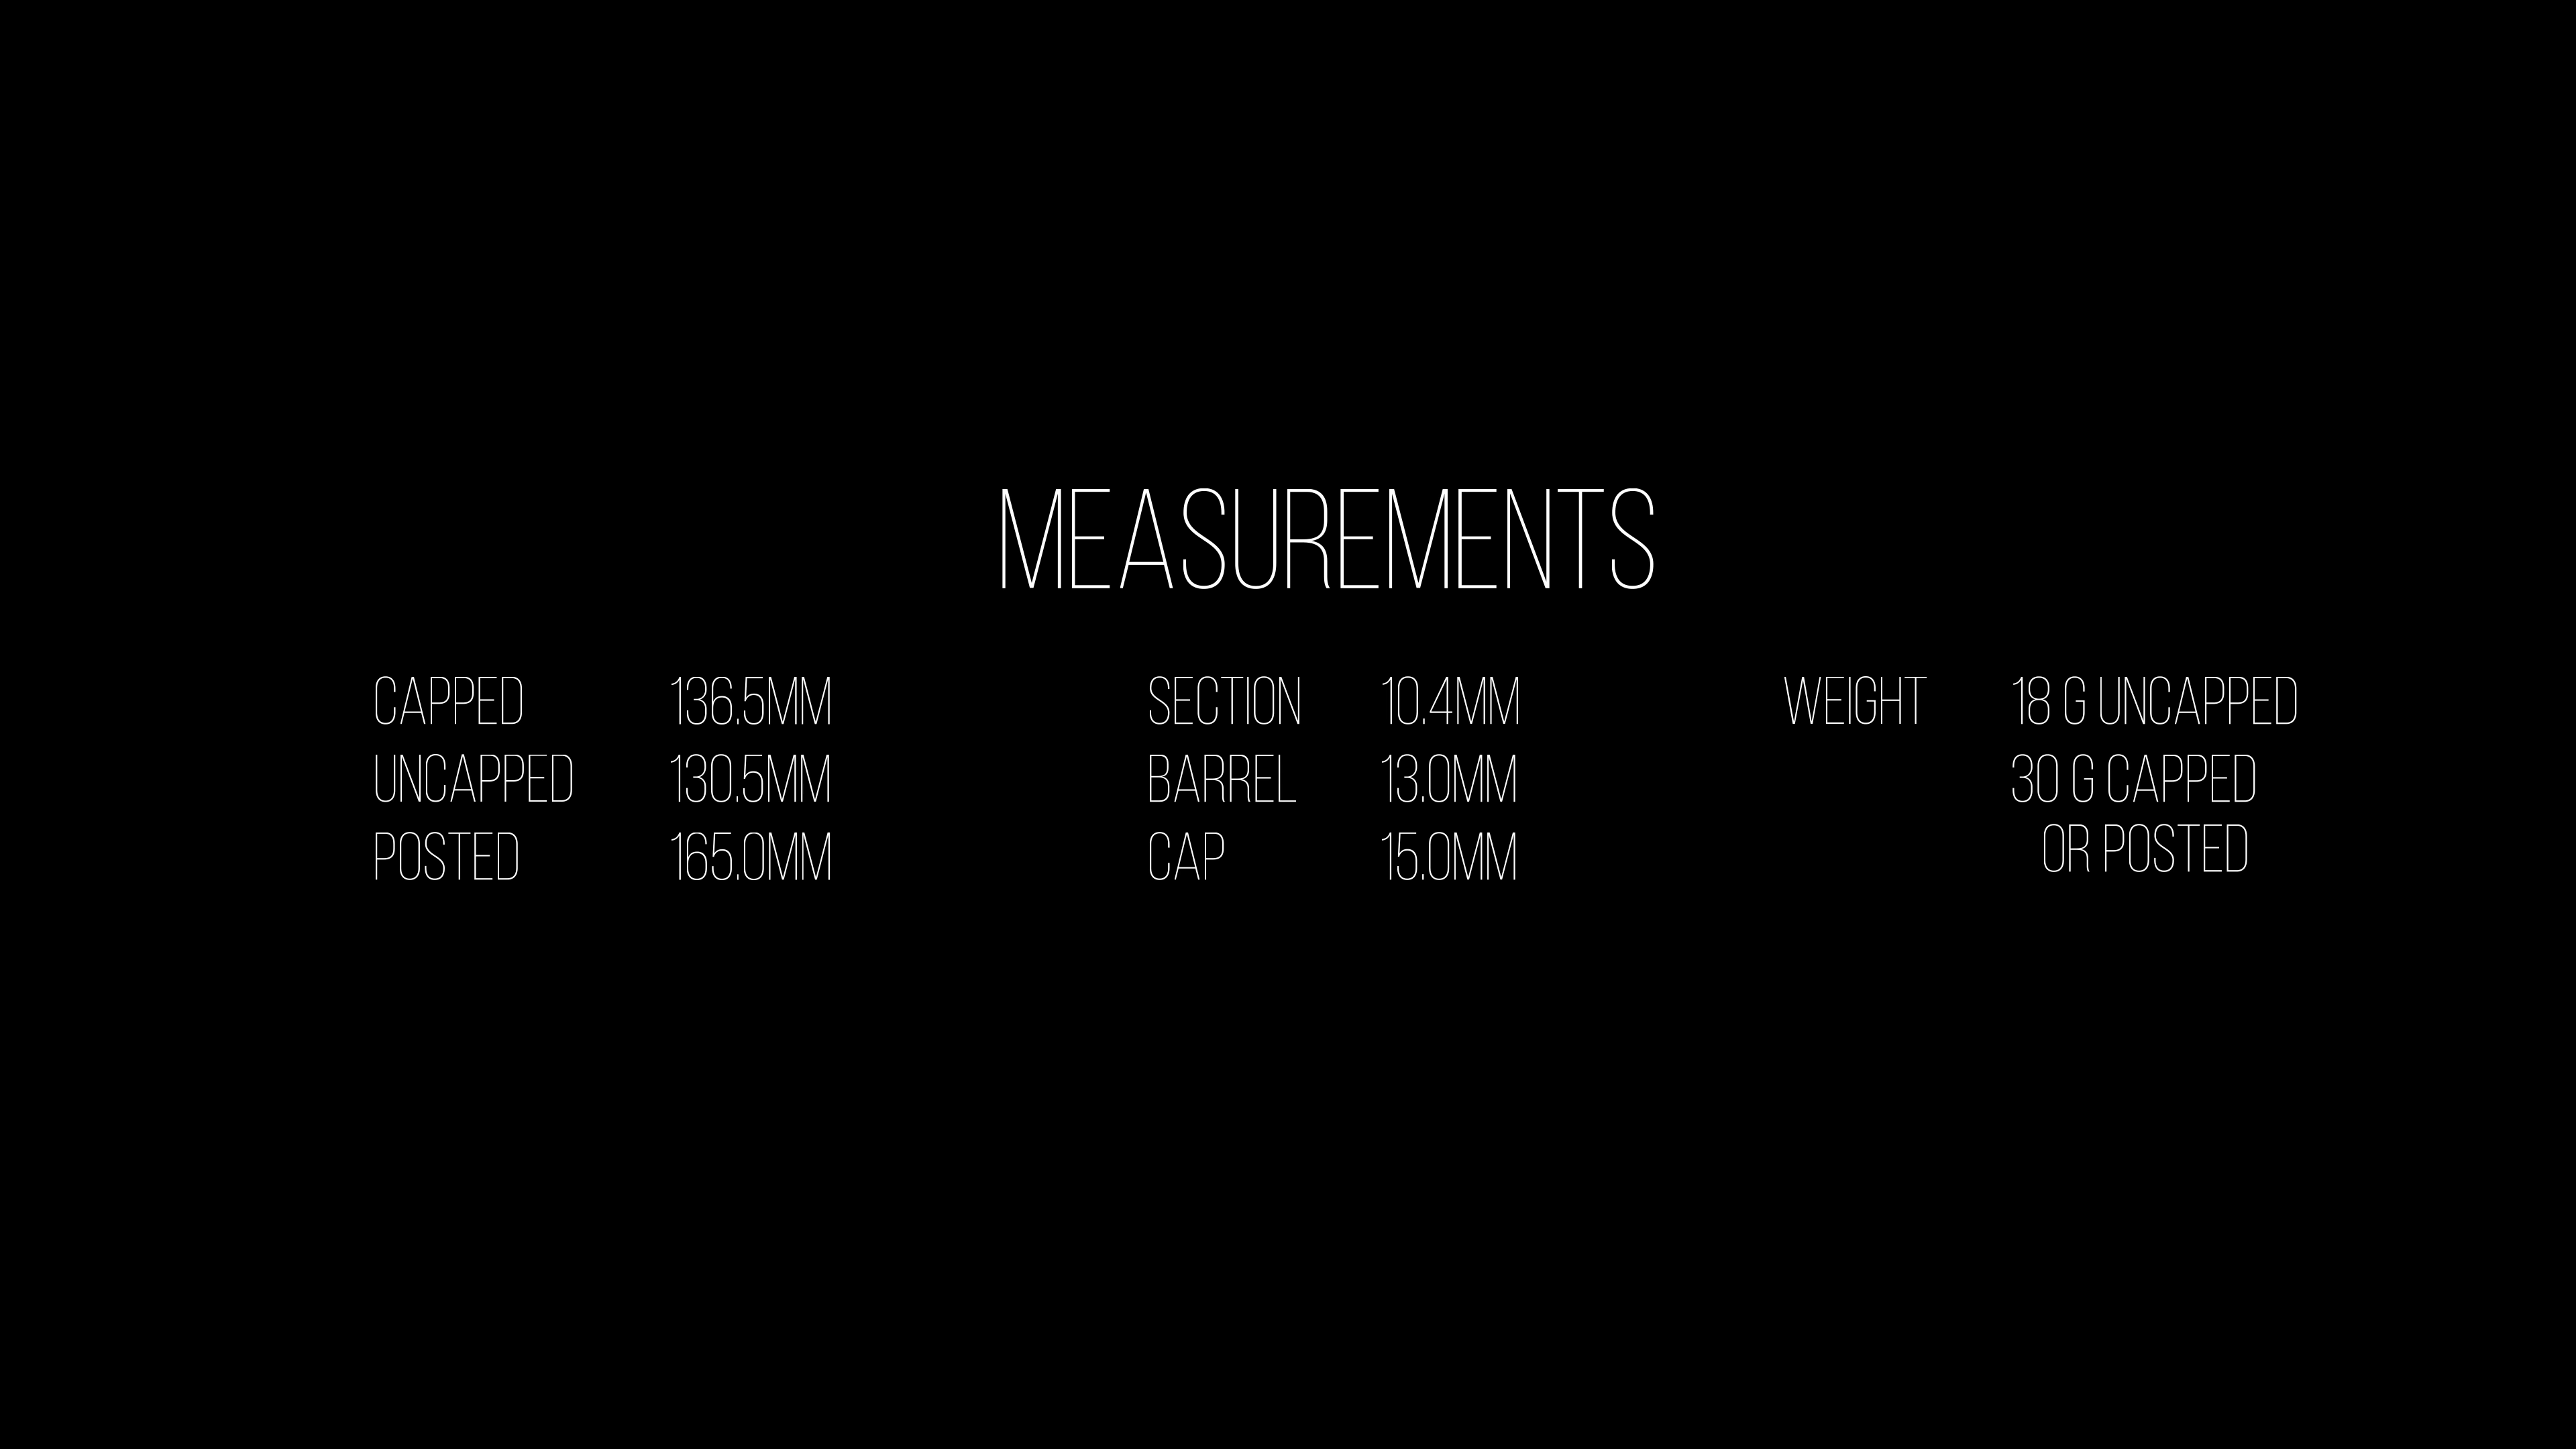 MEASUREMENTS
CAPPED 136.5MM
UNCAPPED 130.5MM
POSTED 165.0MM
SECTION 10.4MM
BARREL 13.0MM
CAP 15.0MM
WEIGHT 18 G UNCAPPED
30 G CAPPED
OR POSTED